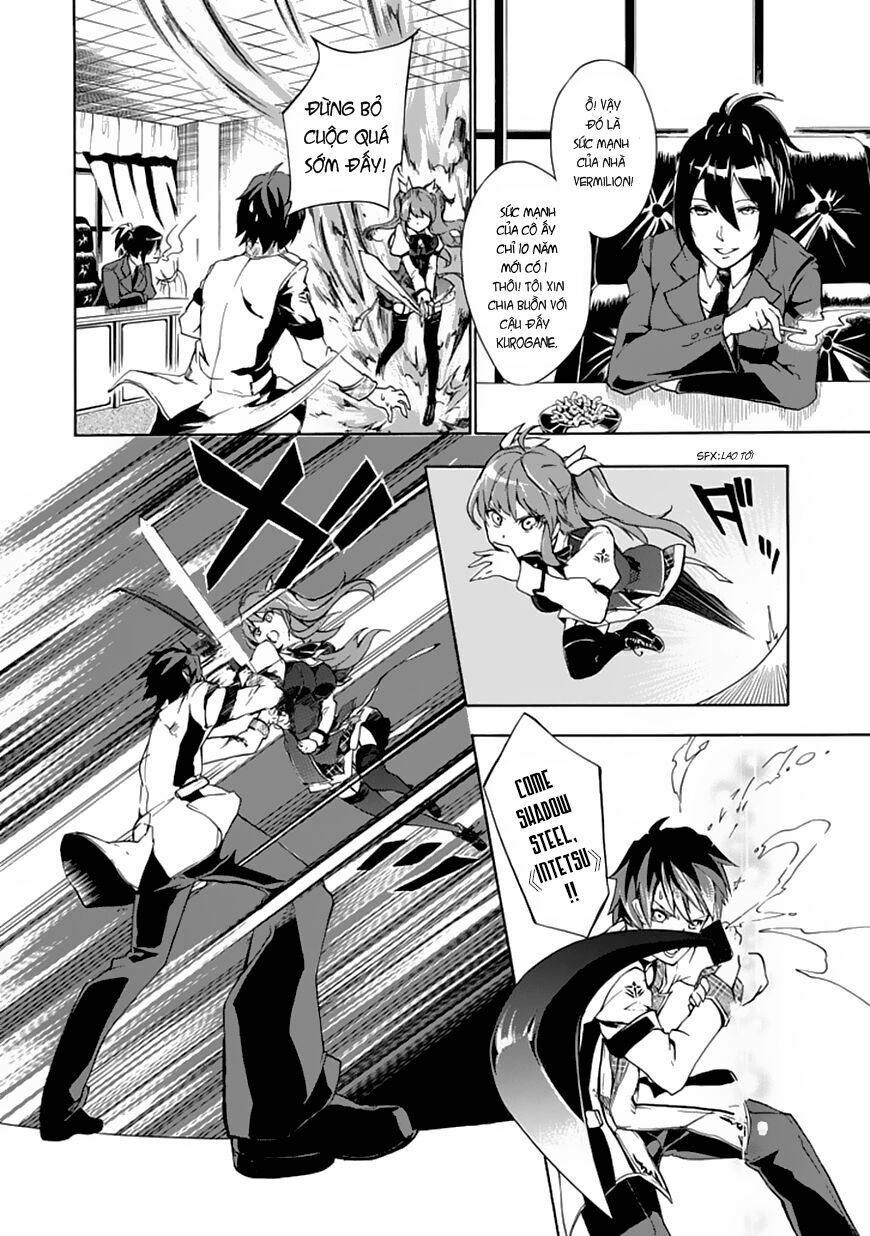 Ồ! VẬY
ĐÓ LÀ
SỨC MẠNH
CỦA NHÀ
VERMILION!
SỨC MẠNH
CỦA CÔ ẤY
CHỈ 10 NĂM
MỚI CÓ 1
THÔI! TÔI XIN
CHIA BUỒN VỚI
CẬU ĐẤY
KUROGANE.
ĐỪNG BỎ
CUỘC QUÁ
SỚM ĐẤY!
SFX: LAO TỚI
ダッ
COME
SHADOW
STEEL,
《INTETSU》
!!